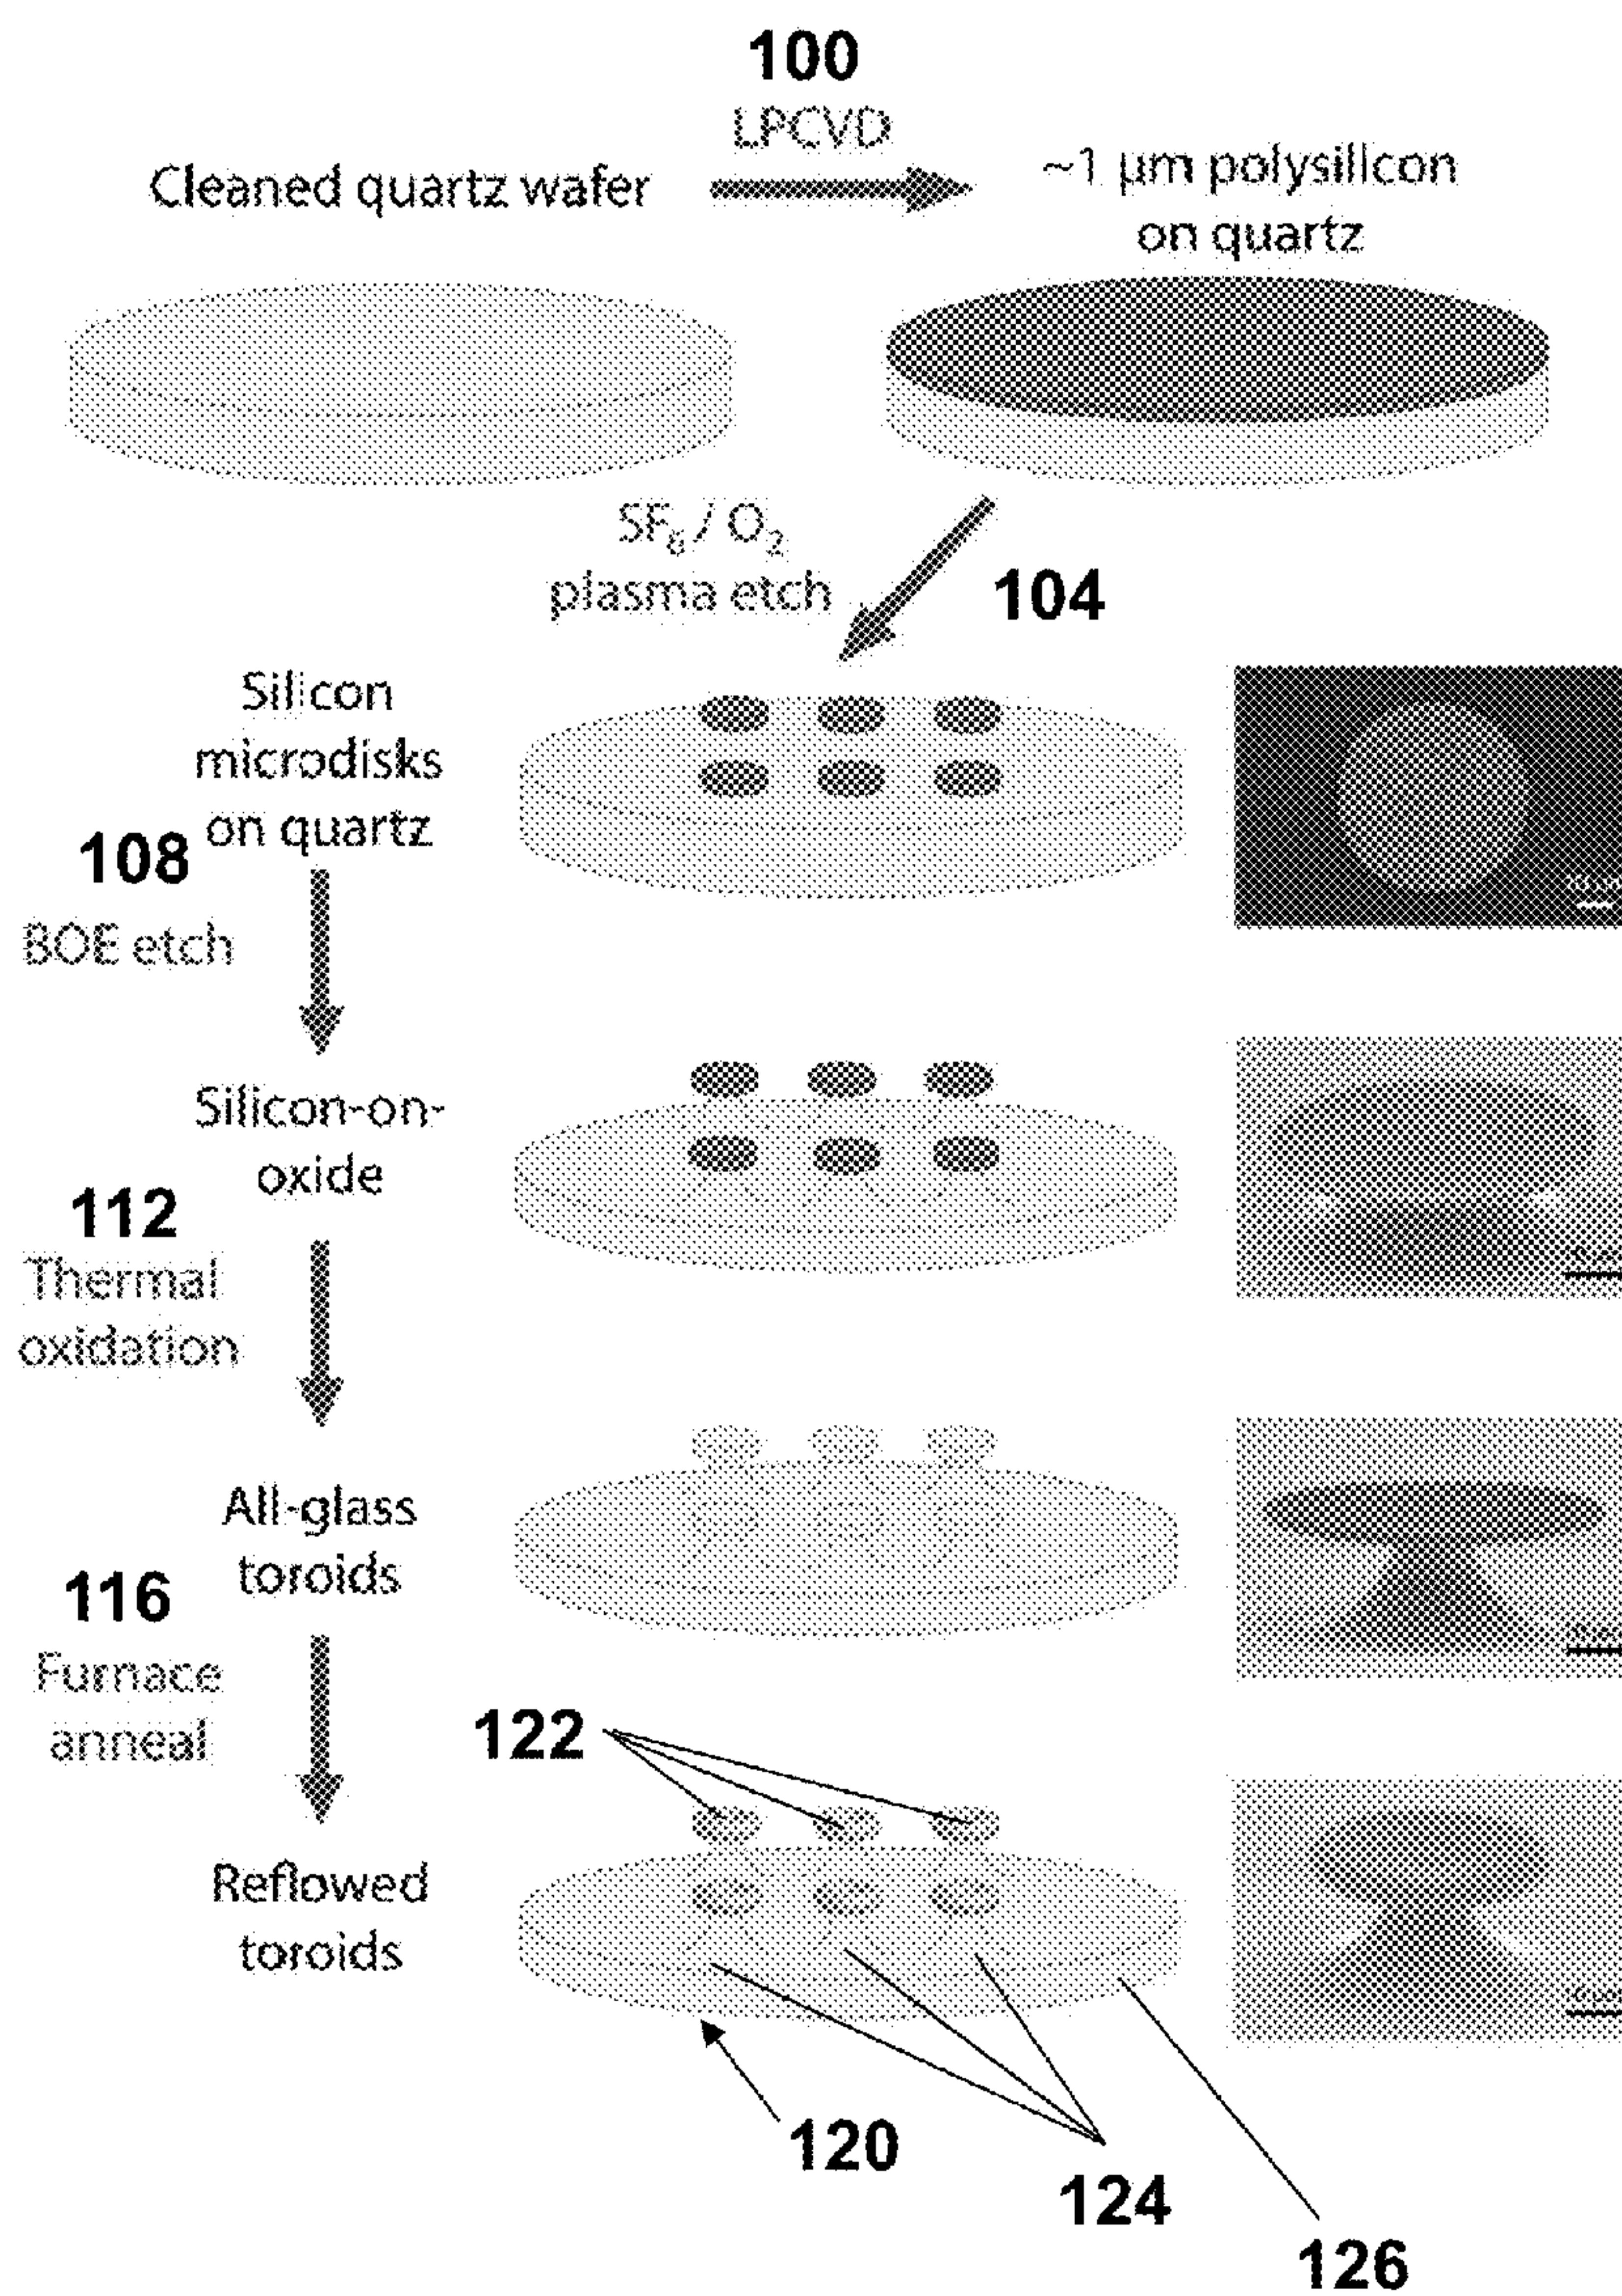 100
LPCVD
Cleaned quartz wafer
~1 μm polysilicon
on quartz
SF6 / O2
plasma etch
104
Silicon
microdisks
on quartz
108
BOE etch
Silicon-on-
oxide
112
Thermal
oxidation
All-glass
toroids
116
Furnace
anneal
122
Reflowed
toroids
120
124
126